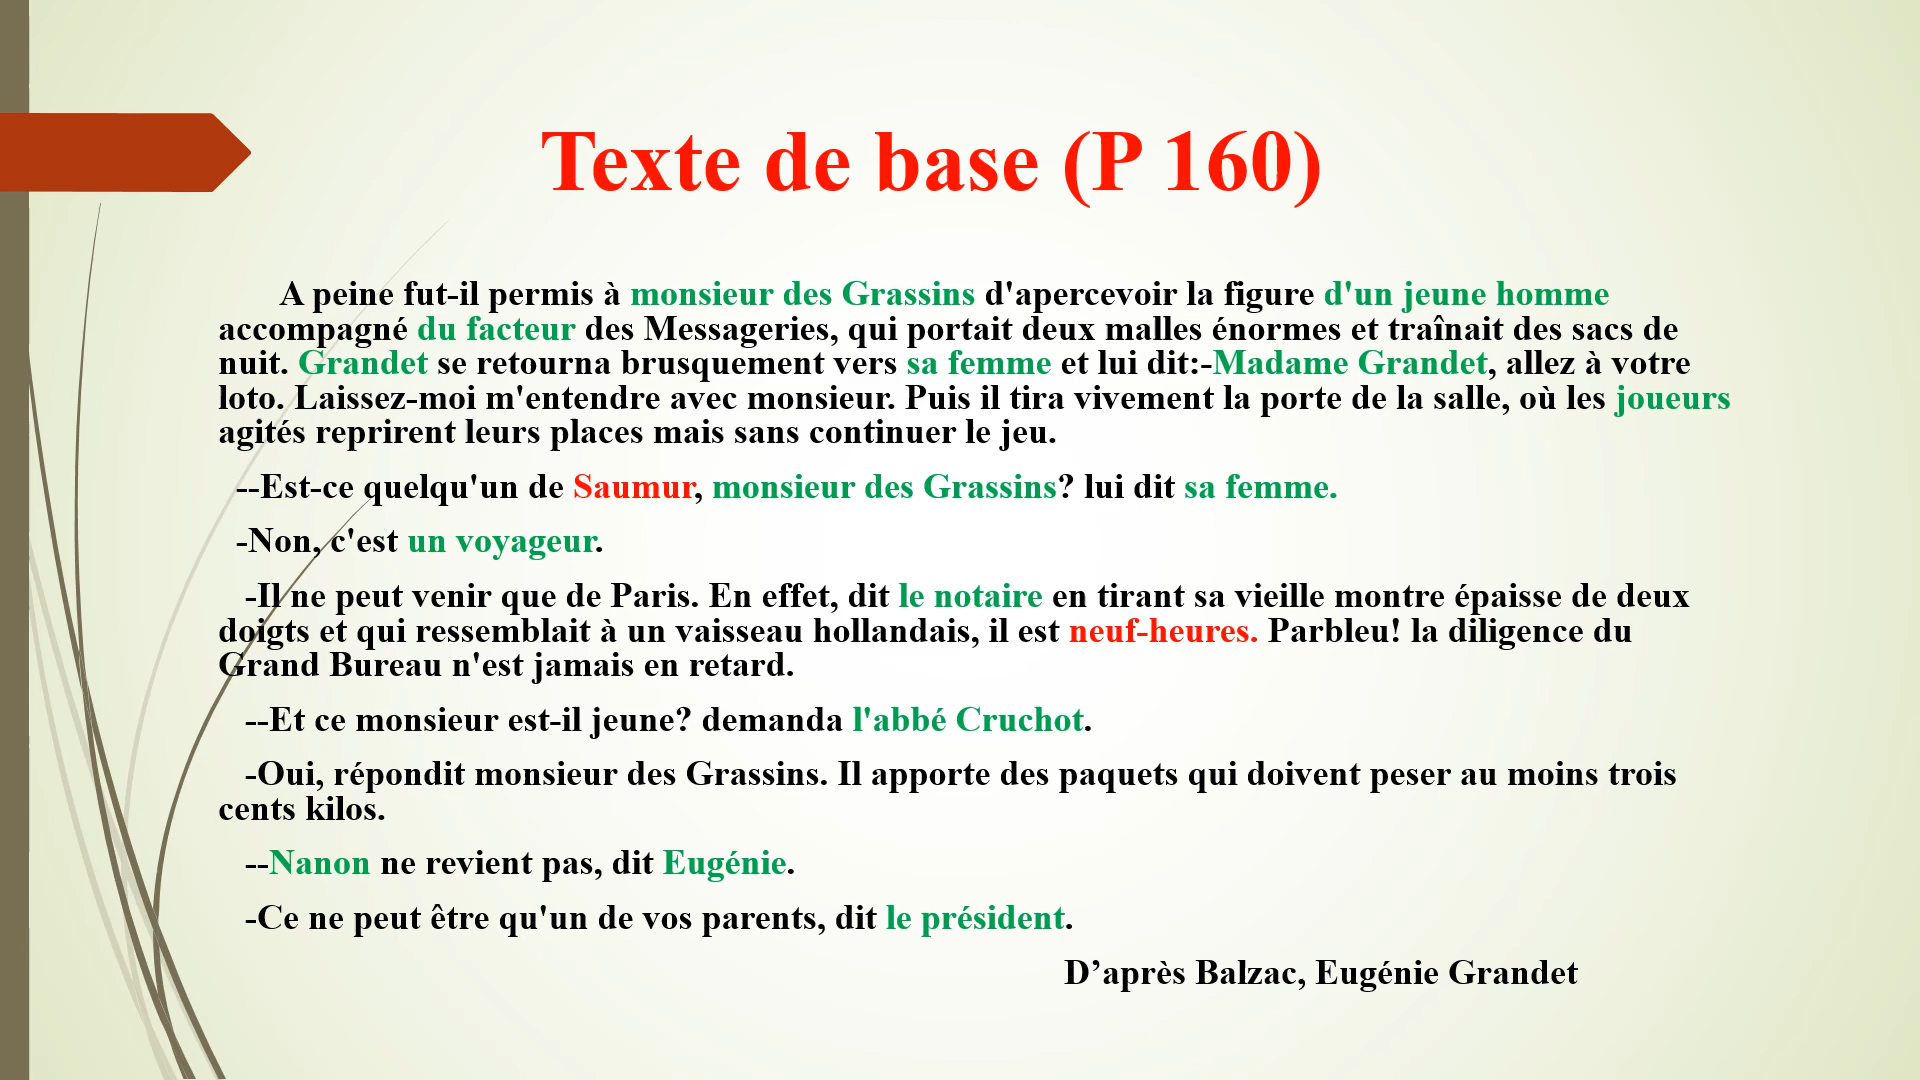 Texte de base (P 160)
A peine fut-il permis à monsieur des Grassins d'apercevoir la figure d'un jeune homme
accompagné du facteur des Messageries, qui portait deux malles énormes et traînait des sacs de
nuit. Grandet se retourna brusquement vers sa femme et lui dit:-Madame Grandet, allez à votre
loto. Laissez-moi m'entendre avec monsieur. Puis il tira vivement la porte de la salle, où les joueurs
agités reprirent leurs places mais sans continuer le jeu.
--Est-ce quelqu'un de Saumur, monsieur des Grassins? lui dit sa femme.
-Non, c'est un voyageur.
-Il ne peut venir que de Paris. En effet, dit le notaire en tirant sa vieille montre épaisse de deux
doigts et qui ressemblait à un vaisseau hollandais, il est neuf-heures. Parbleu! la diligence du
Grand Bureau n'est jamais en retard.
--Et ce monsieur est-il jeune? demanda l'abbé Cruchot.
-Oui, répondit monsieur des Grassins. Il apporte des paquets qui doivent peser au moins trois
cents kilos.
--Nanon ne revient pas, dit Eugénie.
-Ce ne peut être qu'un de vos parents, dit le président.
D’après Balzac, Eugénie Grandet